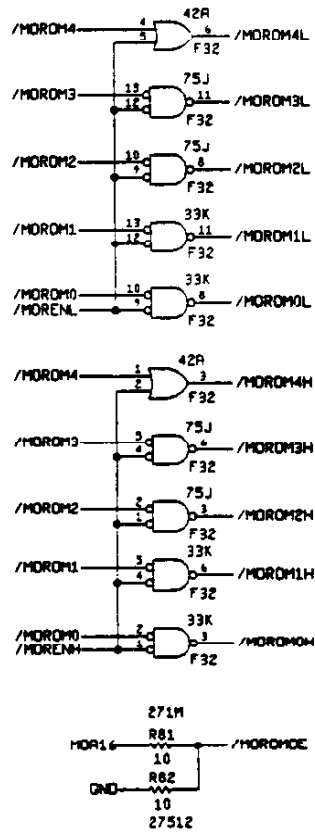 42A
/MOROM4 4 6 /MOROM4L
5
F32
75J
/MOROM3 13 11 /MOROM3L
12
F32
75J
/MOROM2 10 8 /MOROM2L
9
F32
33K
/MOROM1 13 11 /MOROM1L
12
F32
33K
/MOROM0 10 8 /MOROM0L
/MORENL 9
F32
42A
/MOROM4 1 3 /MOROM4H
2
F32
75J
/MOROM3 5 6 /MOROM3H
4
F32
75J
/MOROM2 2 3 /MOROM2H
1
F32
33K
/MOROM1 5 6 /MOROM1H
4
F32
33K
/MOROM0 2 3 /MOROM0H
/MORENH 1
F32
271M
MOA16 R81 /MOROMOE
10
GND R82
10
27512